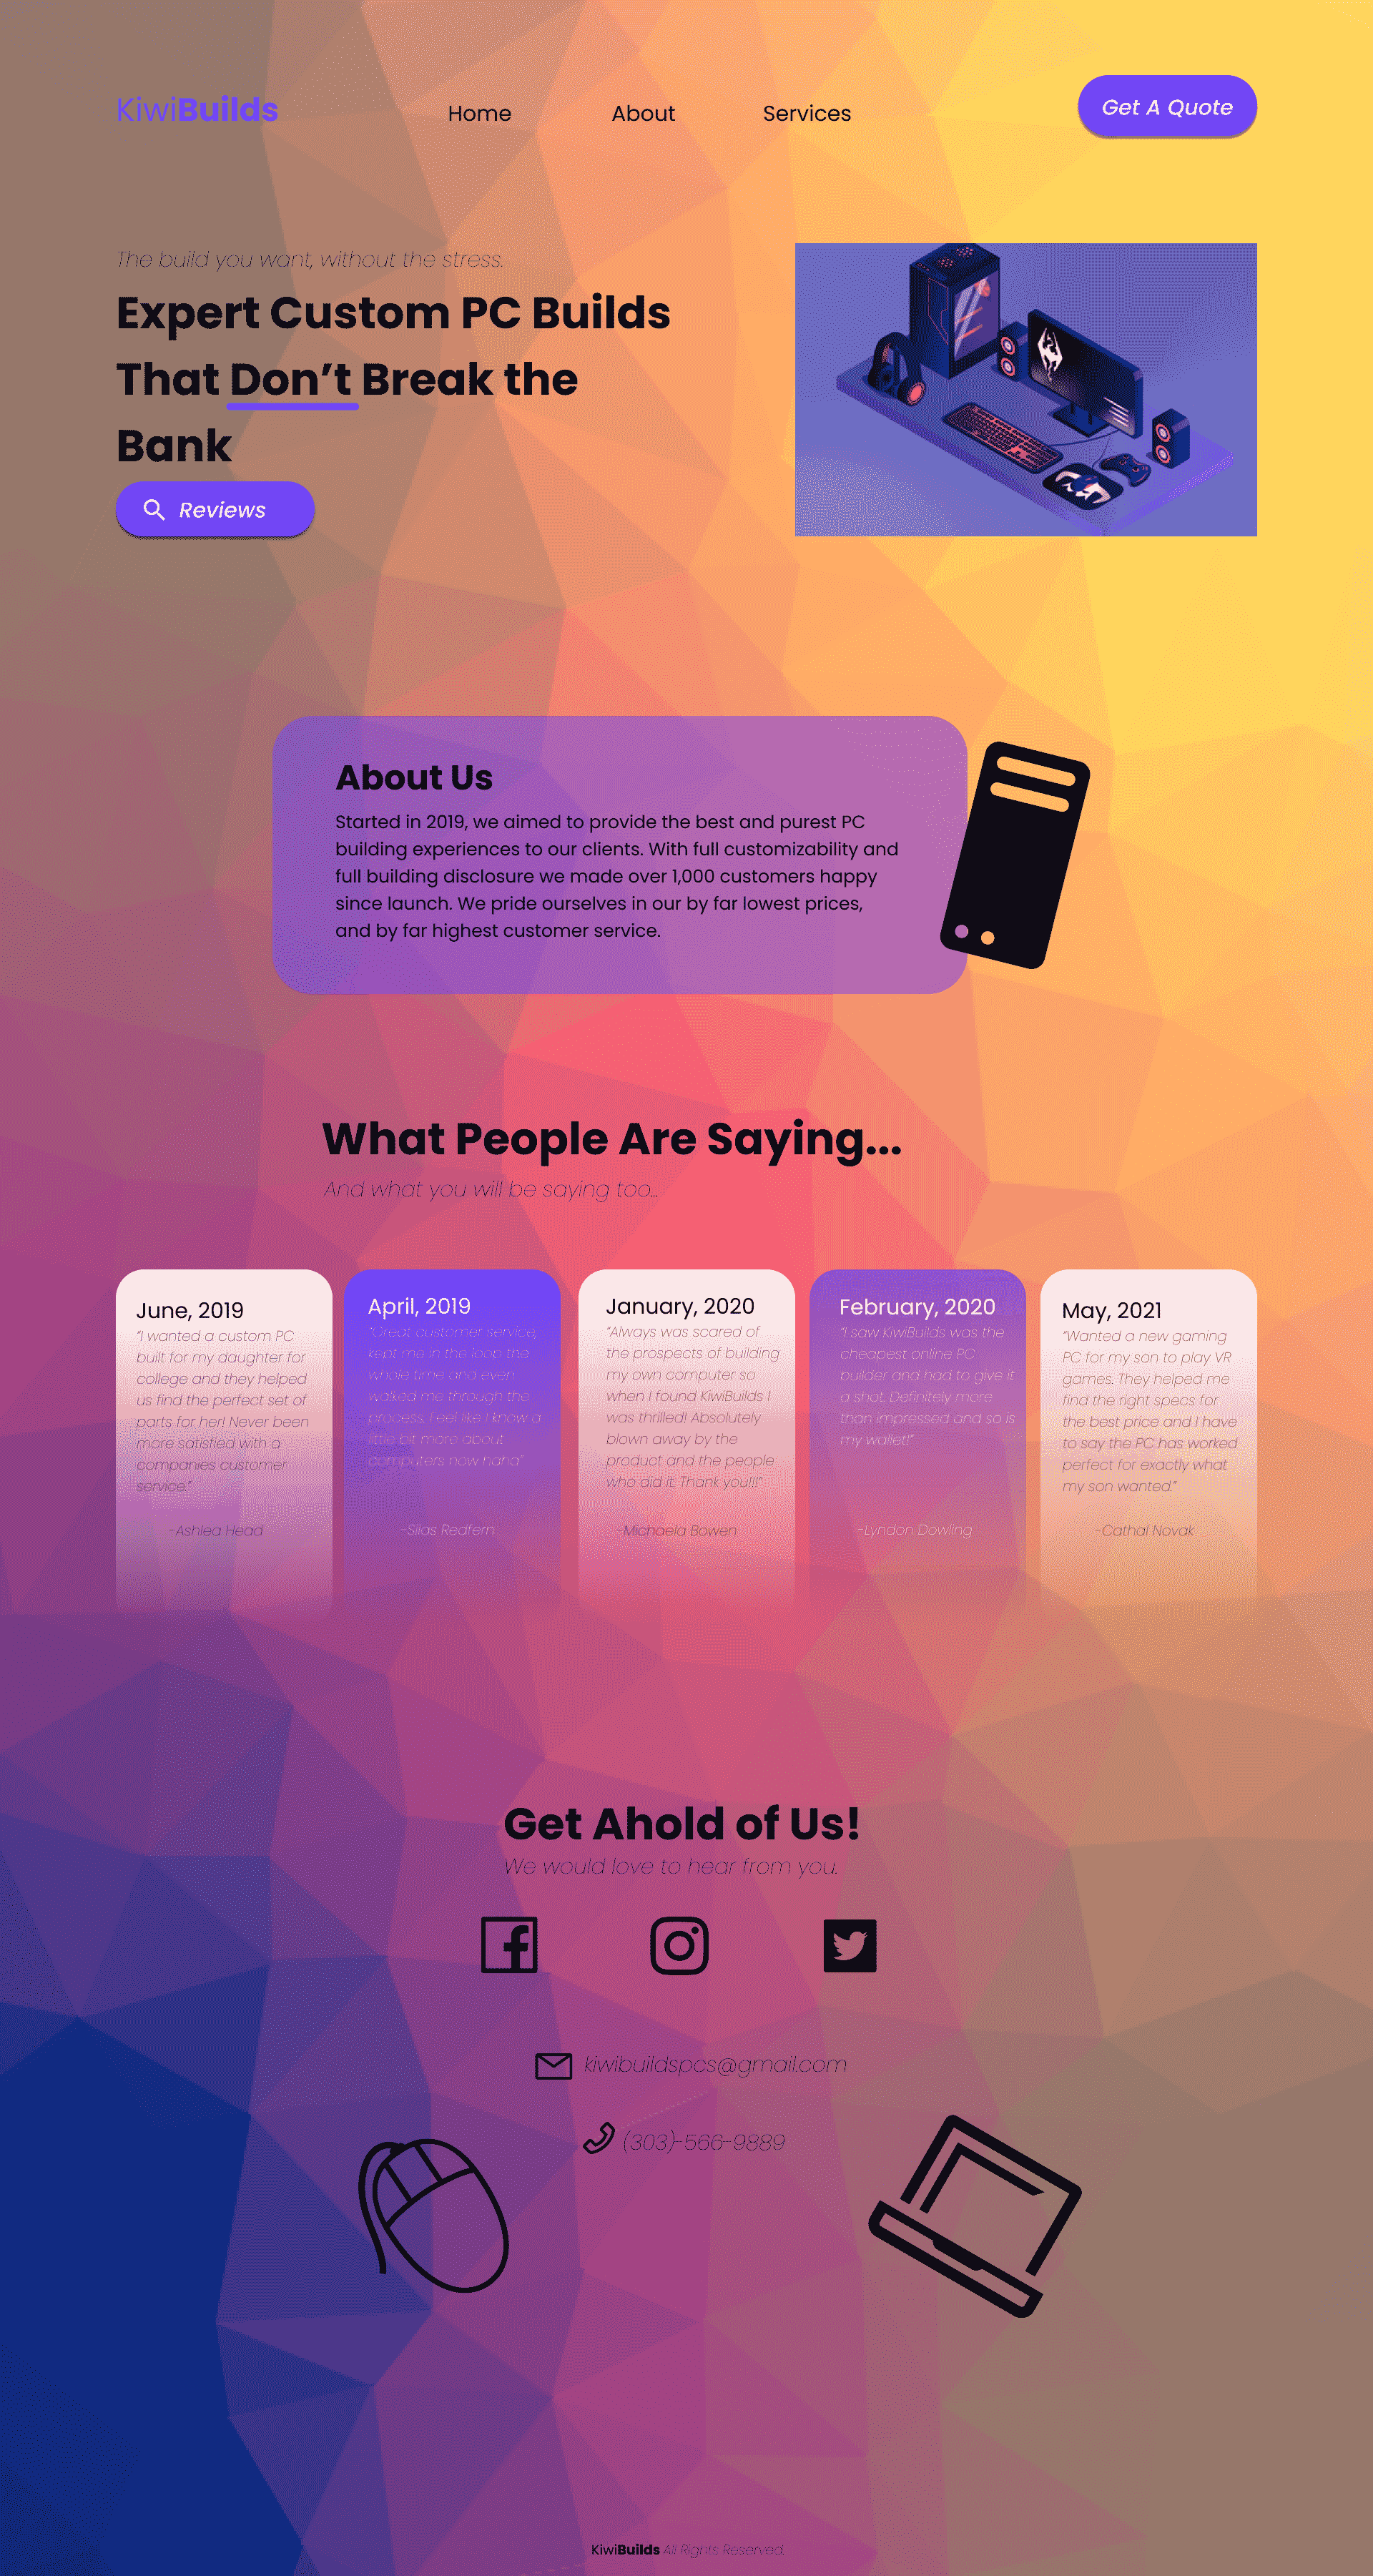 KiwiBuilds
Home
About
Services
Get A Quote
The build you want, without the stress.
Expert Custom PC Builds
That Don't Break the
Bank
Reviews
About Us
Started in 2019, we aimed to provide the best and purest PC
building experiences to our clients. With full customizability and
full building disclosure we made over 1,000 customers happy
since launch. We pride ourselves in our by far lowest prices,
and by far highest customer service.
What People Are Saying...
And what you will be saying too...
June, 2019
"I wanted a custom PC
built for my daughter for
college and they helped
us find the perfect set of
parts for her! Never been
more satisfied with a
companies customer
service."
-Ashlea Head
April, 2019
"Great customer service,
kept me in the loop the
whole time and even
walked me through the
process. Feel like I know a
little bit more about
computers now haha"
-Silas Redfern
January, 2020
"Always was scared of
the prospects of building
my own computer so
when I found KiwiBuilds I
was thrilled! Absolutely
blown away by the
product and the people
who did it. Thank you!!!"
-Michaela Bowen
February, 2020
"I saw KiwiBuilds was the
cheapest online PC
builder and had to give it
a shot. Definitely more
than impressed and so is
my wallet!"
-Lyndon Dowling
May, 2021
"Wanted a new gaming
PC for my son to play VR
games. They helped me
find the right specs for
the best price and I have
to say the PC has worked
perfect for exactly what
my son wanted."
-Cathal Novak
Get Ahold of Us!
We would love to hear from you.
kiwibuildspcs@gmail.com
(303)-566-9889
KiwiBuilds All Rights Reserved.